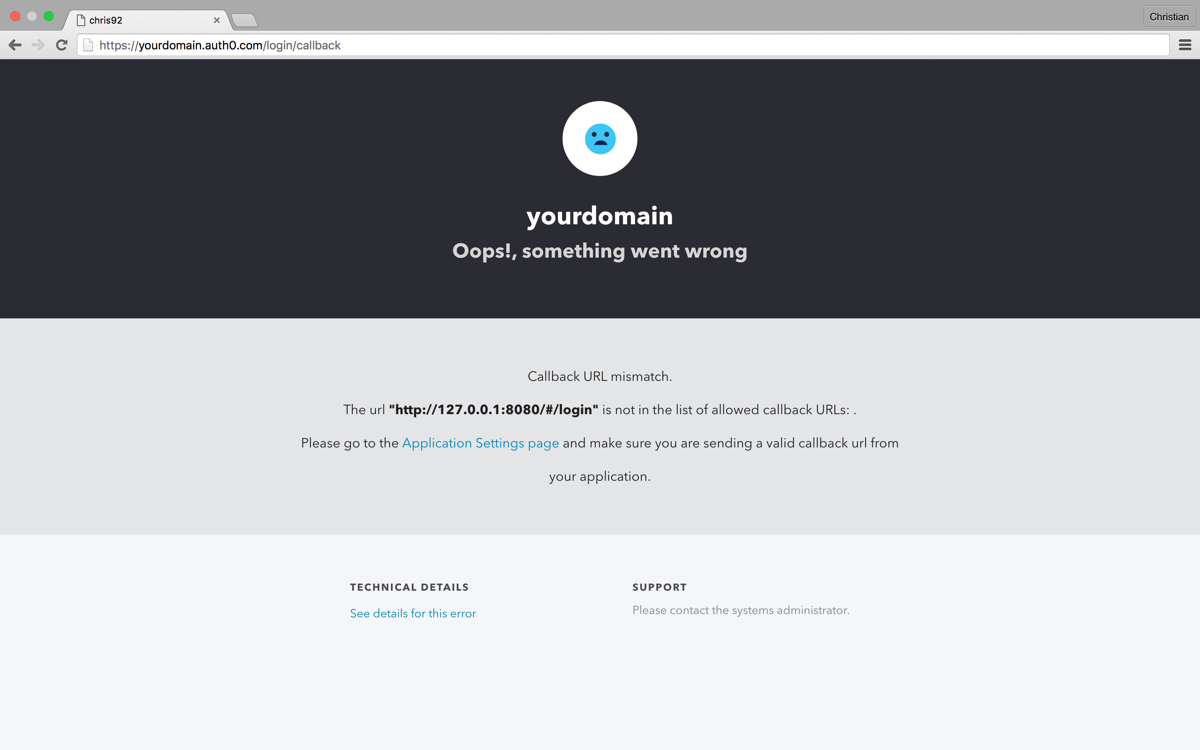 chris92
Christian
https://yourdomain.auth0.com/login/callback
yourdomain
Oops!, something went wrong
Callback URL mismatch.
The url "http://127.0.0.1:8080/#/login" is not in the list of allowed callback URLs: .
Please go to the Application Settings page and make sure you are sending a valid callback url from
your application.
TECHNICAL DETAILS
See details for this error
SUPPORT
Please contact the systems administrator.